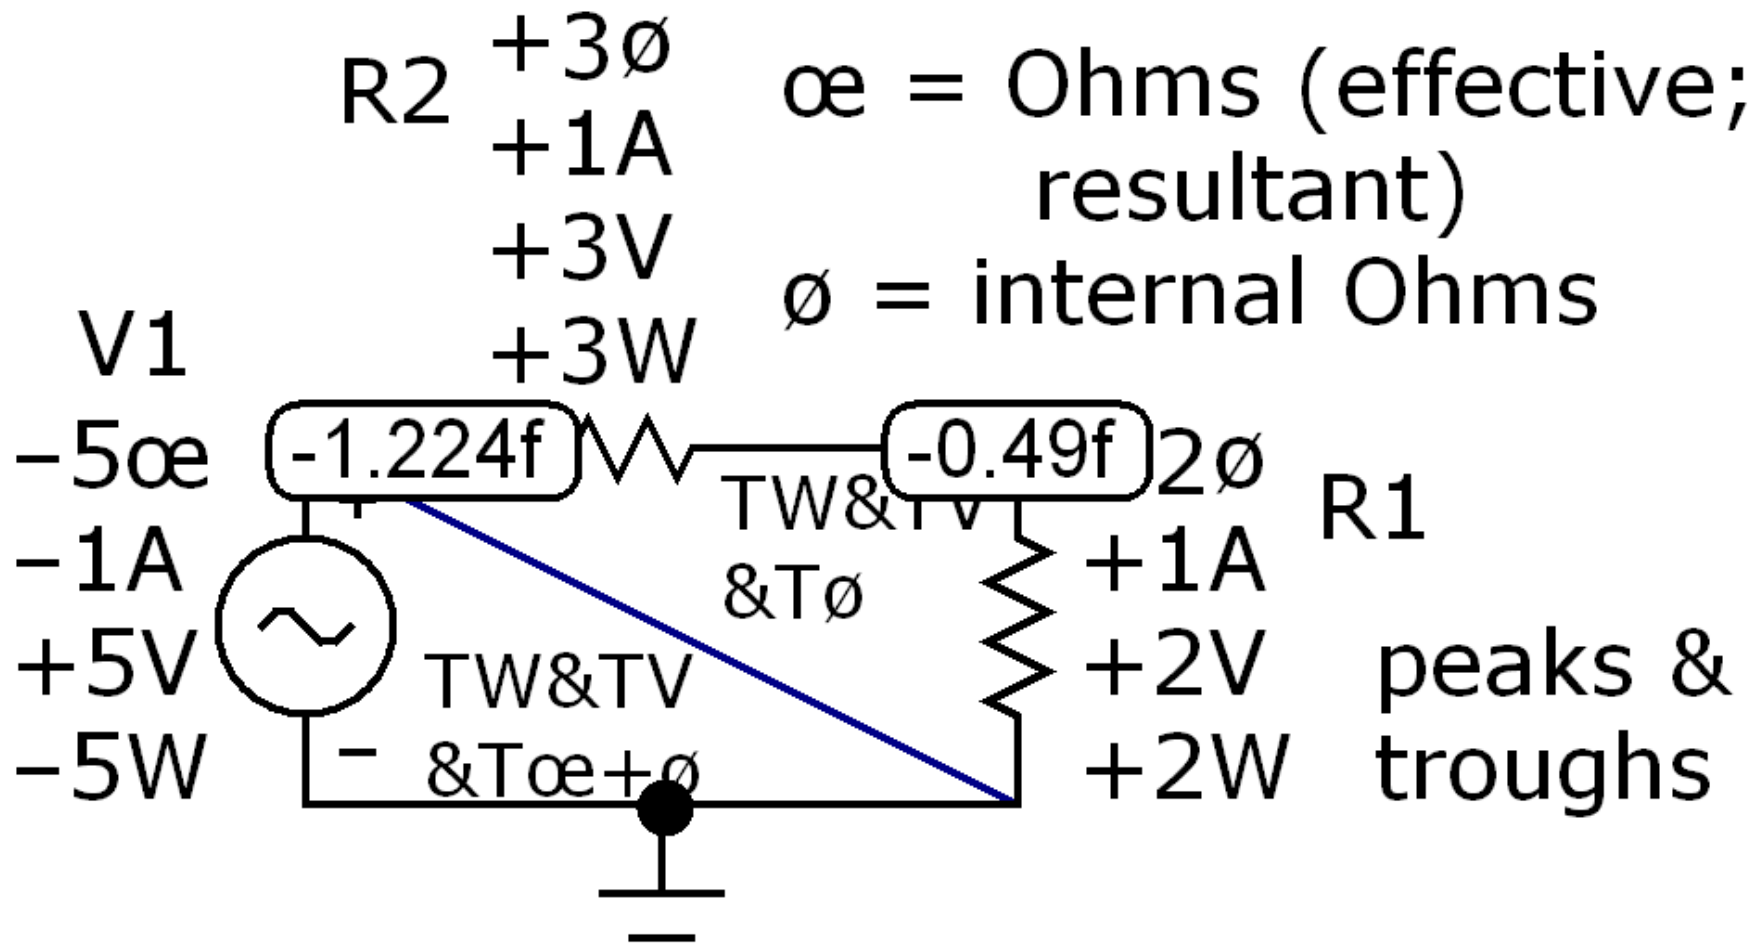 R2
+3ø
+1A
+3V
+3W
œ = Ohms (effective;
resultant)
ø = internal Ohms
V1
−5œ
−1A
+5V
−5W
-1.224f
-0.49f
+
−
TW&TV
&Tø
TW&TV
&Tœ+ø
2ø
+1A
+2V
+2W
R1
peaks &
troughs